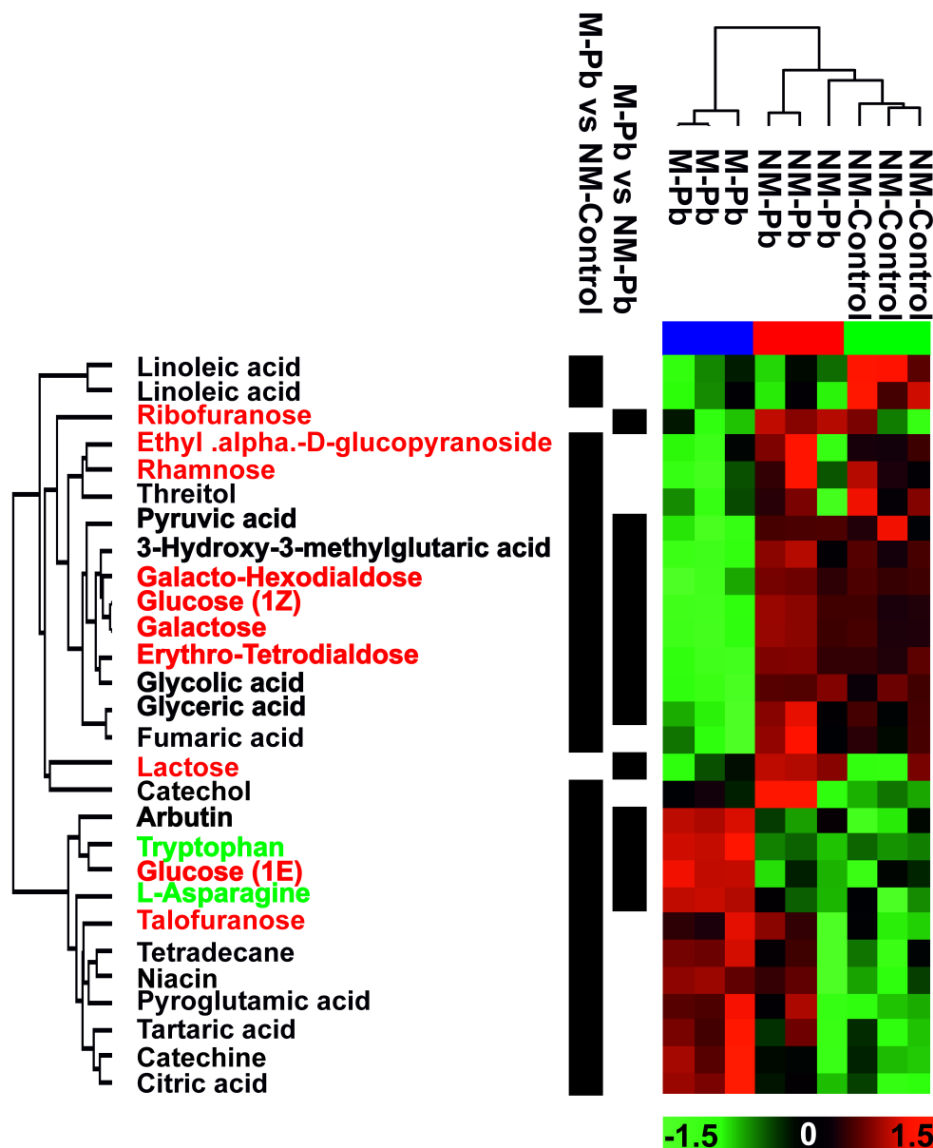 M-Pb vs NM-Control
M-Pb vs NM-Pb
M-Pb
M-Pb
M-Pb
NM-Pb
NM-Pb
NM-Pb
NM-Control
NM-Control
NM-Control
Linoleic acid
Linoleic acid
Ribofuranose
Ethyl .alpha.-D-glucopyranoside
Rhamnose
Threitol
Pyruvic acid
3-Hydroxy-3-methylglutaric acid
Galacto-Hexodialdose
Glucose (1Z)
Galactose
Erythro-Tetrodialdose
Glycolic acid
Glyceric acid
Fumaric acid
Lactose
Catechol
Arbutin
Tryptophan
Glucose (1E)
L-Asparagine
Talofuranose
Tetradecane
Niacin
Pyroglutamic acid
Tartaric acid
Catechine
Citric acid
-1.5 0 1.5